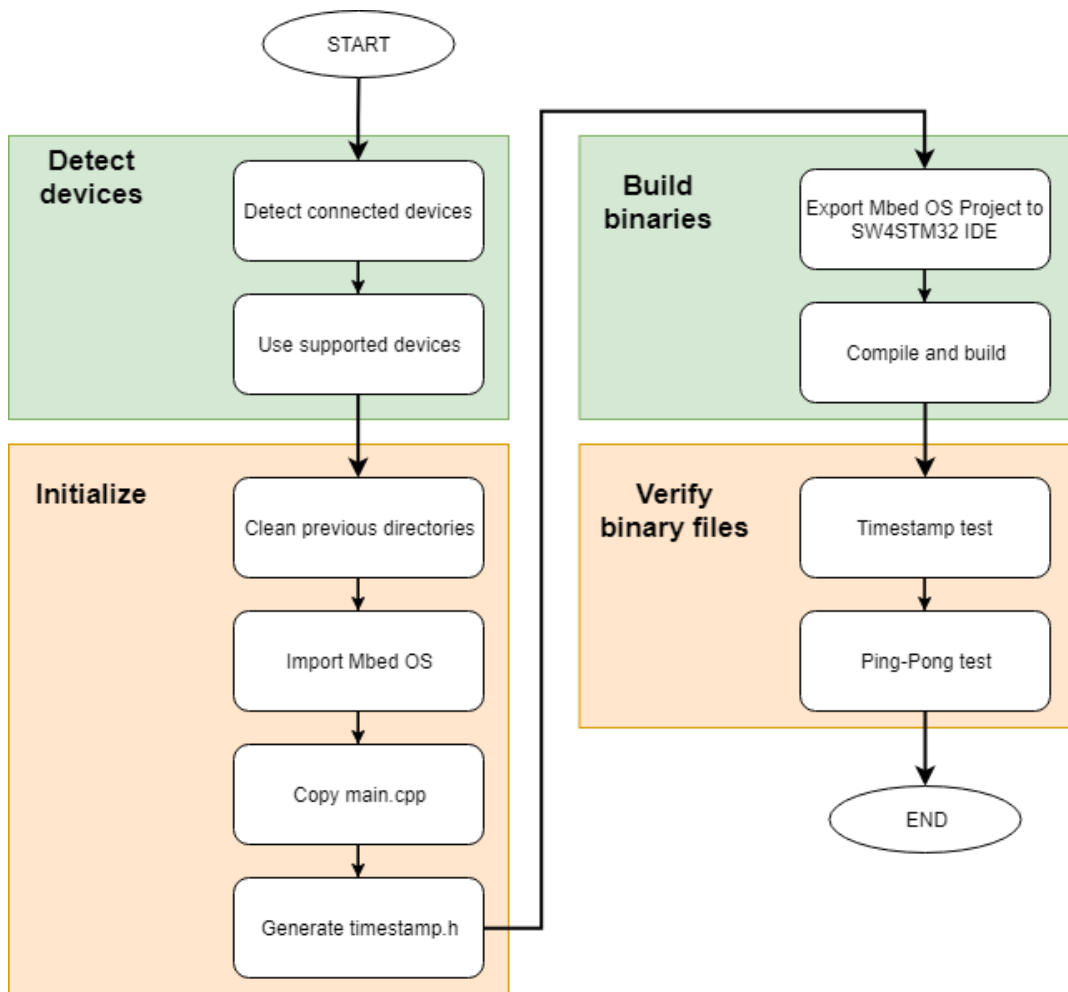 START
Detect
devices
Detect connected devices
Use supported devices
Initialize
Clean previous directories
Import Mbed OS
Copy main.cpp
Generate timestamp.h
Build
binaries
Export Mbed OS Project to
SW4STM32 IDE
Compile and build
Verify
binary files
Timestamp test
Ping-Pong test
END